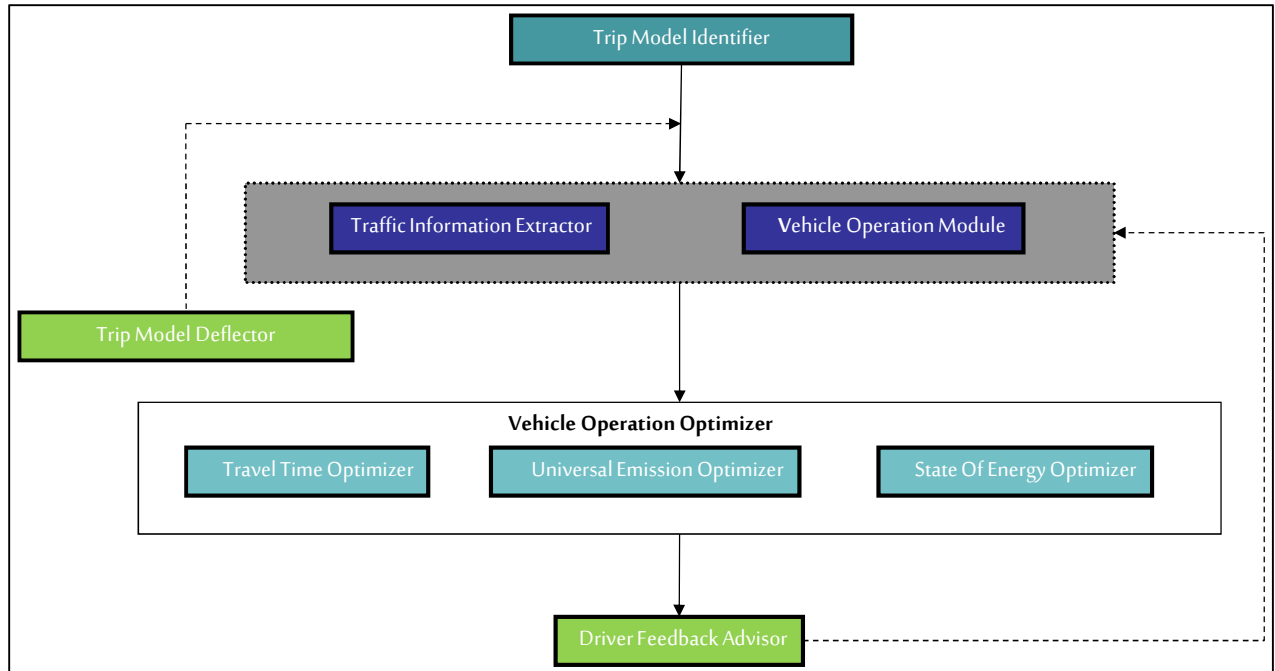 Trip Model Identifier
Traffic Information Extractor
Vehicle Operation Module
Trip Model Deflector
Vehicle Operation Optimizer
Travel Time Optimizer
Universal Emission Optimizer
State Of Energy Optimizer
Driver Feedback Advisor